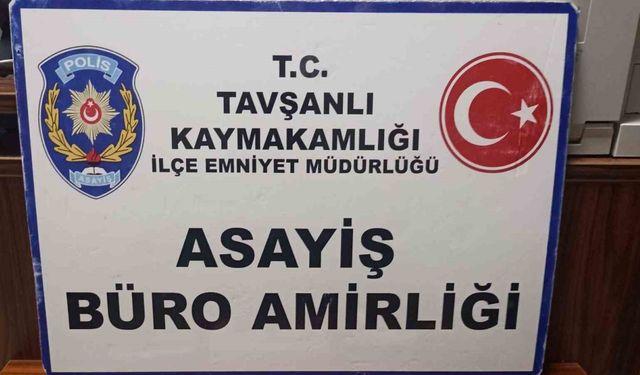 POLİS
ASAYİŞ
T.C.
TAVŞANLI
KAYMAKAMLIĞI
İLÇE EMNİYET MÜDÜRLÜĞÜ
ASAYİŞ
BÜRO AMİRLİĞİ